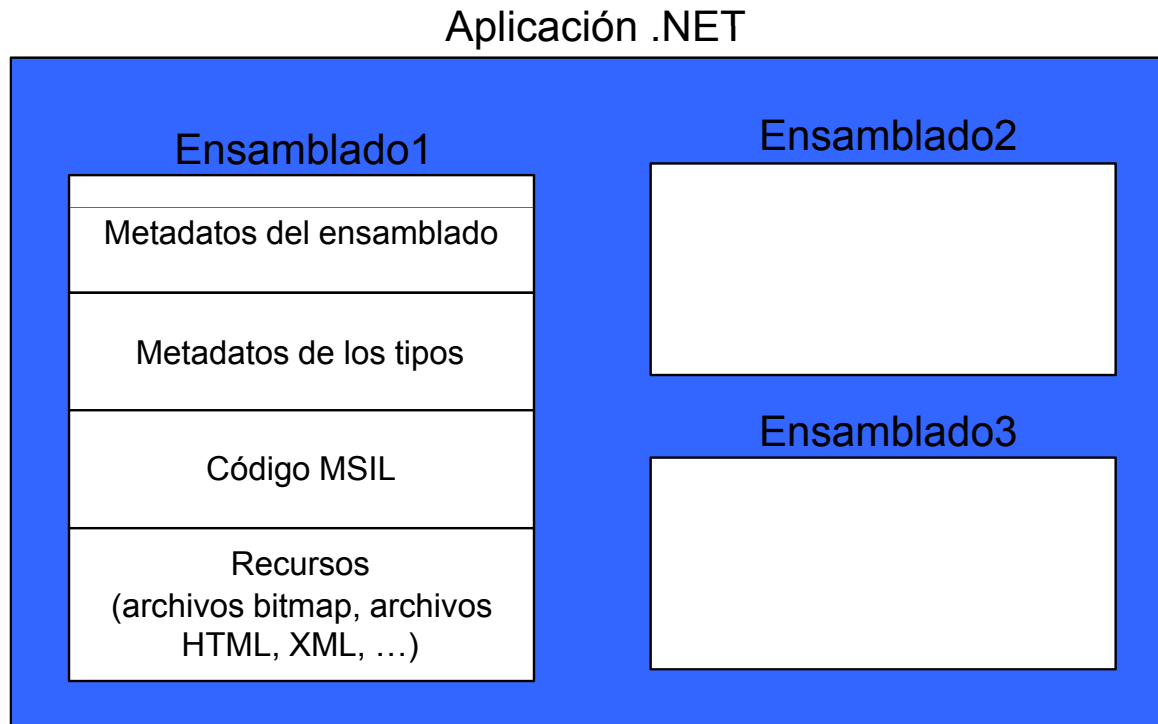 Aplicación .NET
Ensamblado1
Metadatos del ensamblado
Metadatos de los tipos
Código MSIL
Recursos
(archivos bitmap, archivos
HTML, XML, …)
Ensamblado2
Ensamblado3